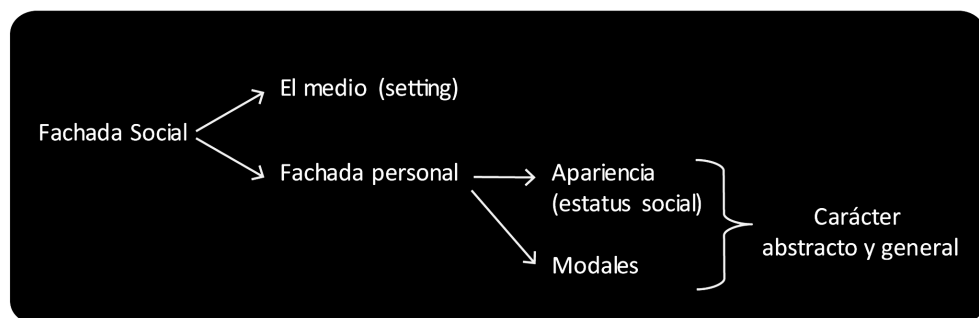 El medio (setting)
Fachada Social
Fachada personal
Apariencia
(estatus social)
Modales
Carácter
abstracto y general